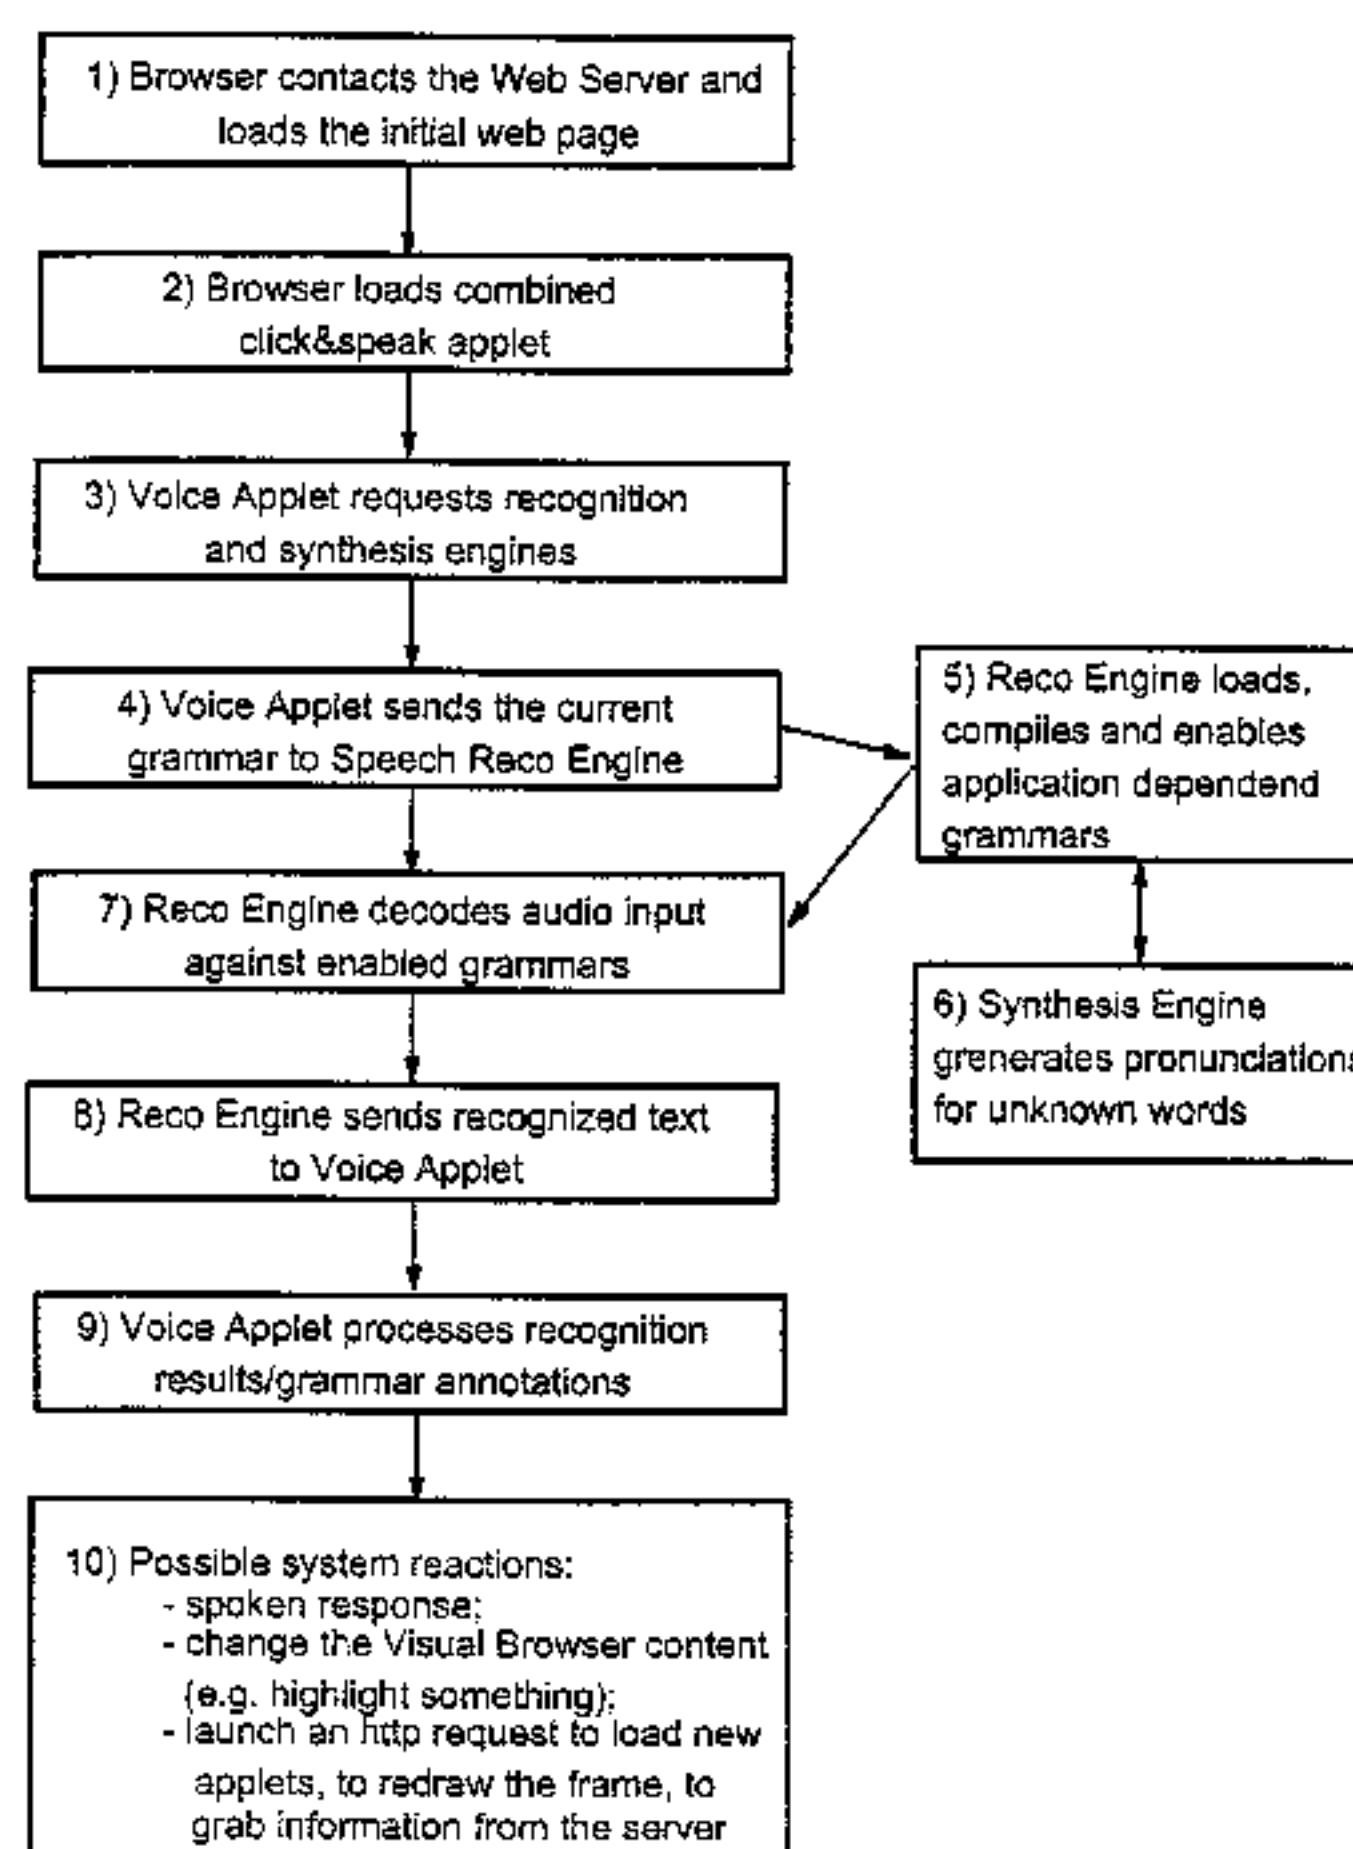 1) Browser contacts the Web Server and
loads the initial web page
2) Browser loads combined
click&speak applet
3) Voice Applet requests recognition
and synthesis engines
4) Voice Applet sends the current
grammar to Speech Reco Engine
5) Reco Engine loads,
compiles and enables
application dependend
grammars
6) Synthesis Engine
grenerates pronunciations
for unknown words
7) Reco Engine decodes audio input
against enabled grammars
8) Reco Engine sends recognized text
to Voice Applet
9) Voice Applet processes recognition
results/grammar annotations
10) Possible system reactions:
- spoken response;
- change the Visual Browser content
(e.g. highlight something);
- launch an http request to load new
applets, to redraw the frame, to
grab information from the server